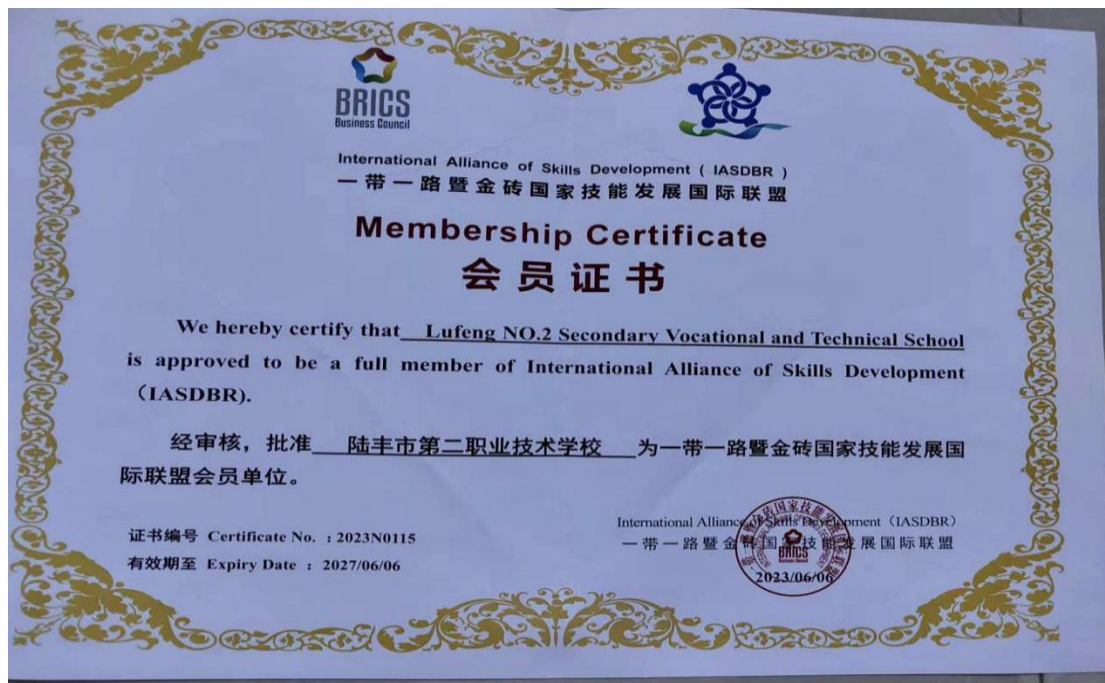 BRICS
Business Council
International Alliance of Skills Development ( IASDBR )
一带一路暨金砖国家技能发展国际联盟
Membership Certificate
会员证书
We hereby certify that Lufeng NO.2 Secondary Vocational and Technical School
is approved to be a full member of International Alliance of Skills Development
（IASDBR).
经审核，批准 陆丰市第二职业技术学校 为一带一路暨金砖国家技能发展国
际联盟会员单位。
International Alliance of Skills Development（IASDBR）
一带一路暨金砖国家技能发展国际联盟
2023/06/06
BRICS
Business Council
证书编号 Certificate No. : 2023N0115
有效期至 Expiry Date : 2027/06/06